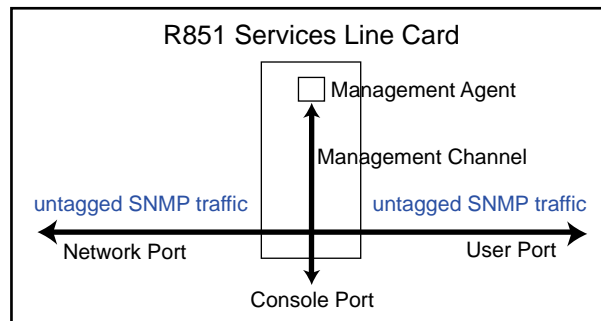 R851 Services Line Card
Management Agent
Management Channel
untagged SNMP traffic
untagged SNMP traffic
Network Port
User Port
Console Port